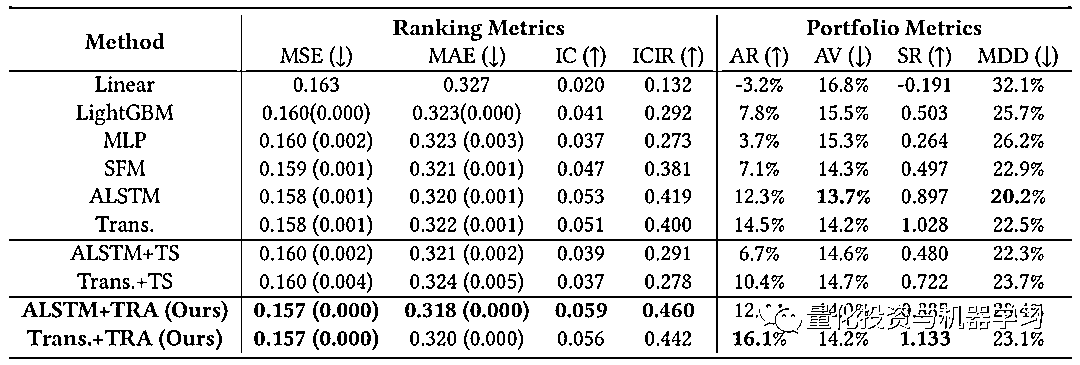 Method Ranking Metrics Portfolio Metrics
MSE (↓) MAE (↓) IC (↑) ICIR (↑) AR (↑) AV (↓) SR (↑) MDD (↓)
Linear 0.163 0.327 0.020 0.132 -3.2% 16.8% -0.191 32.1%
LightGBM 0.160(0.000) 0.323(0.000) 0.041 0.292 7.8% 15.5% 0.503 25.7%
MLP 0.160 (0.002) 0.323 (0.003) 0.037 0.273 3.7% 15.3% 0.264 26.2%
SFM 0.159 (0.001) 0.321 (0.001) 0.047 0.381 7.1% 14.3% 0.497 22.9%
ALSTM 0.158 (0.001) 0.320 (0.001) 0.053 0.419 12.3% 13.7% 0.897 20.2%
Trans. 0.158 (0.001) 0.322 (0.001) 0.051 0.400 14.5% 14.2% 1.028 22.5%
ALSTM+TS 0.160 (0.002) 0.321 (0.002) 0.039 0.291 6.7% 14.6% 0.480 22.3%
Trans.+TS 0.160 (0.004) 0.324 (0.005) 0.037 0.278 10.4% 14.7% 0.722 23.7%
ALSTM+TRA (Ours) 0.157 (0.000) 0.318 (0.000) 0.059 0.460
量化投资与机器学习
Trans.+TRA (Ours) 0.157 (0.000) 0.320 (0.000) 0.056 0.442 16.1% 14.2% 1.133 23.1%